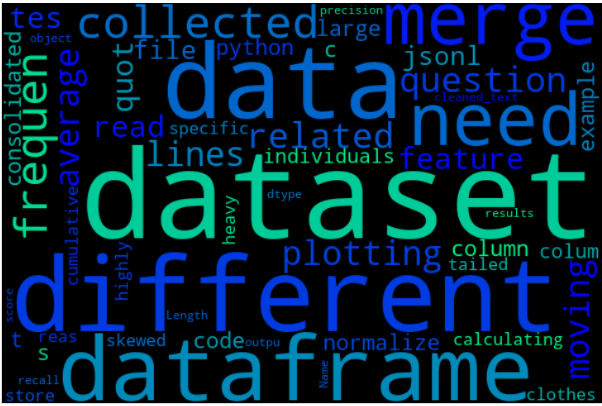 tes
collected
precision
large
merge
object
file
python
c
jsonl
consolidated
frequen
average
quot
data
question
cleaned_text
need
example
read
specific
related
lines
individuals
feature
dataset
dtype
results
heavy
cumulative
highly
plotting
column
colum
tailed
different
moving
score
Length
t
reas
s
skewed
code
outpu
normalize
calculating
dataframe
Name
recall
store
clothes